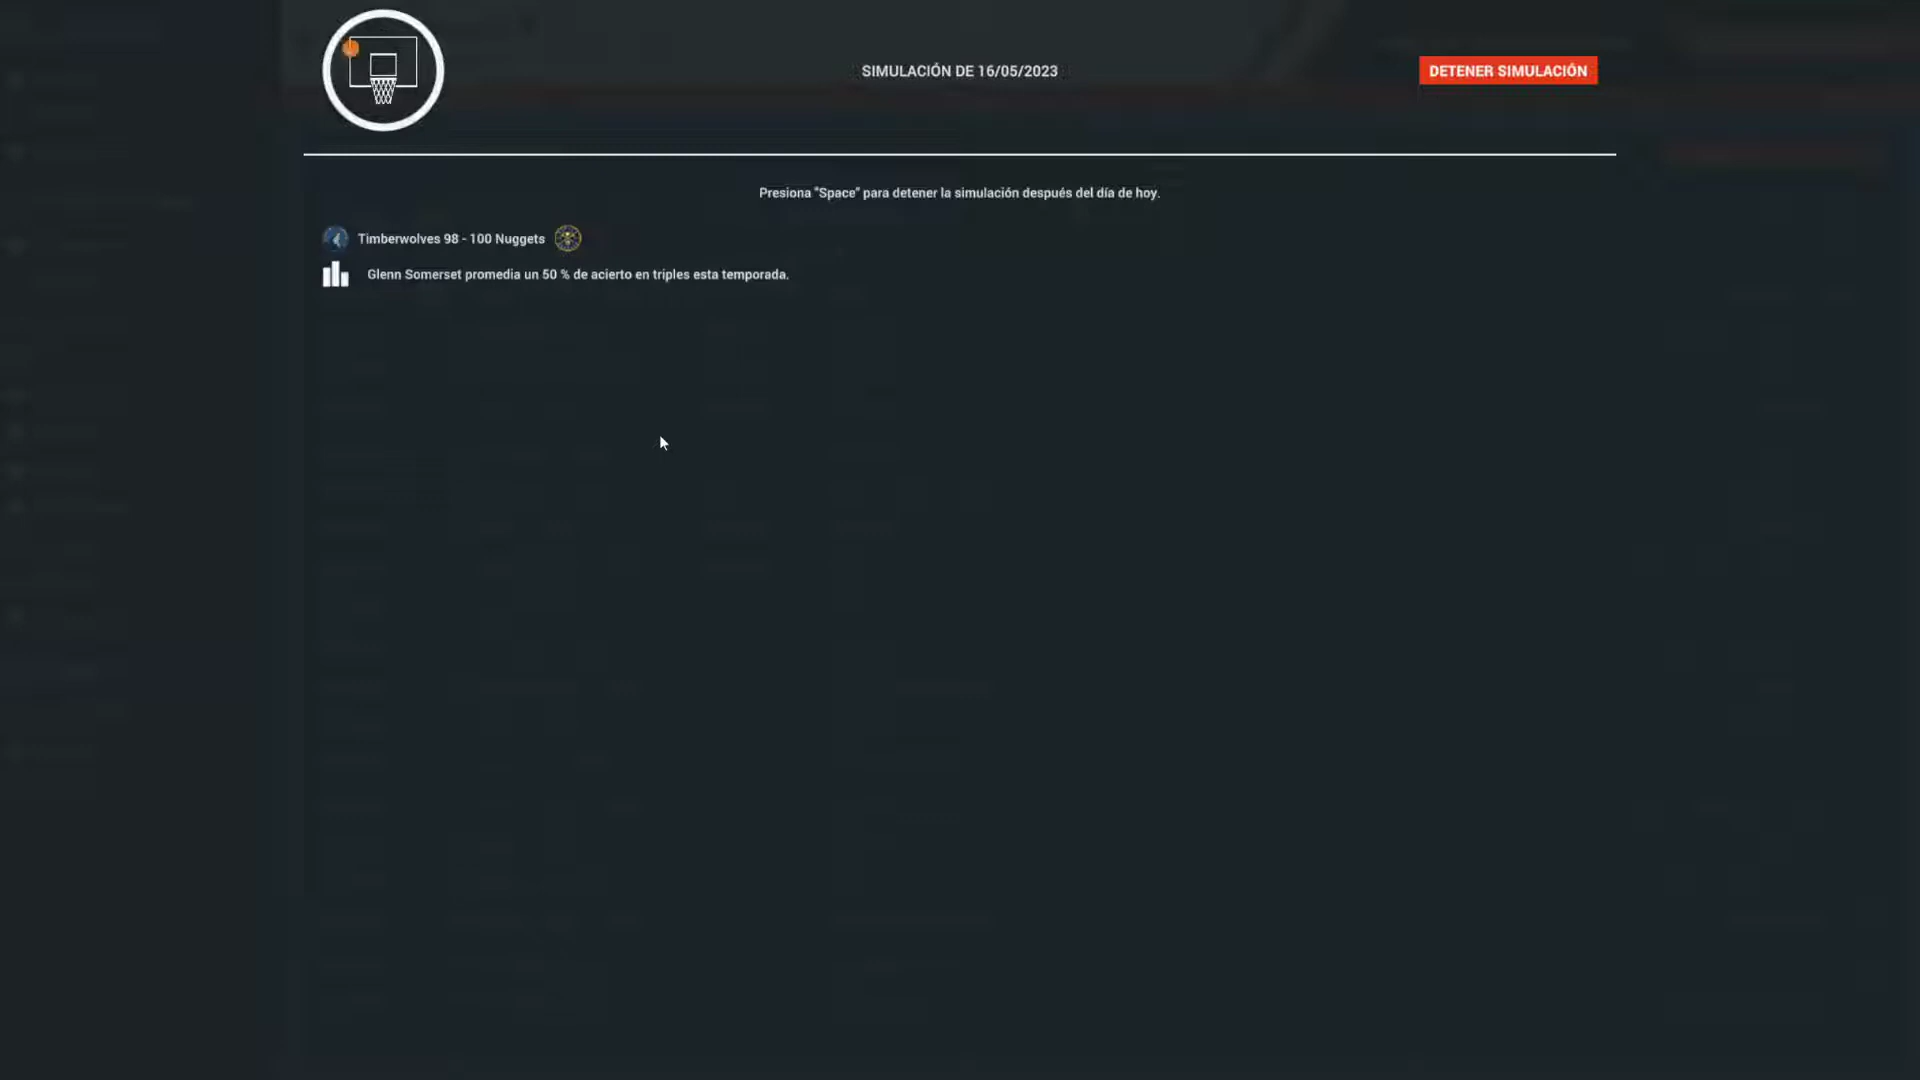 SIMULACIÓN DE 16/05/2023
DETENER SIMULACIÓN
Presiona "Space" para detener la simulación después del día de hoy.
Timberwolves 98 - 100 Nuggets
Glenn Somerset promedia un 50 % de acierto en triples esta temporada.